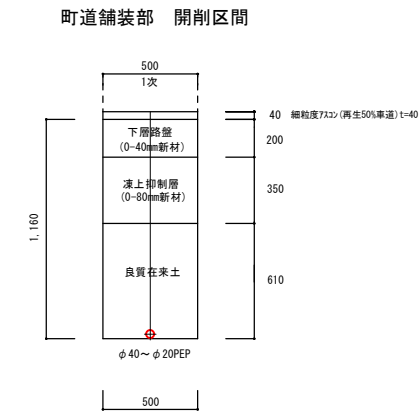 町道舗装部　開削区間
500
1次
40 細粒度アスコン(再生50%車道)t=40
下層路盤
(0-40mm新材)
200
凍上抑制層
(0-80mm新材)
350
1,160
良質在来土
610
φ40～φ20PEP
500